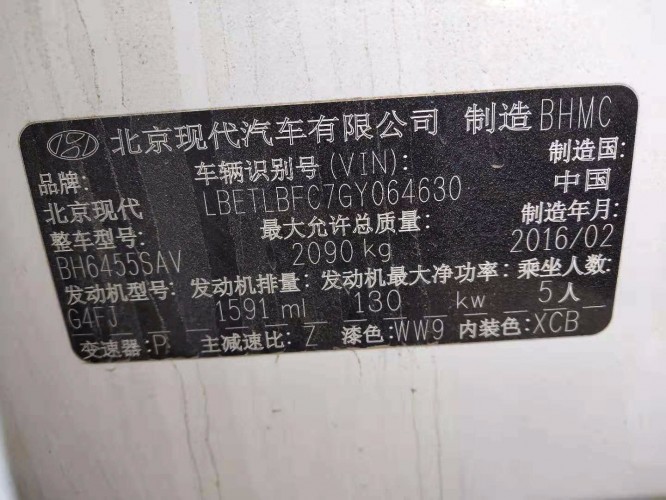 北京现代汽车有限公司 制造 BHMC
品牌: 车辆识别号(VIN): 制造国:
北京现代 LBETLBFC7GY064630 中国
整车型号: 最大允许总质量: 制造年月:
BH6455SAV 2090 kg 2016/02
发动机型号: 发动机排量: 发动机最大净功率: 乘坐人数:
G4FJ 1591 ml 130 kw 5人
变速器:P 主减速比: Z 漆色:WW9 内装色:XCB